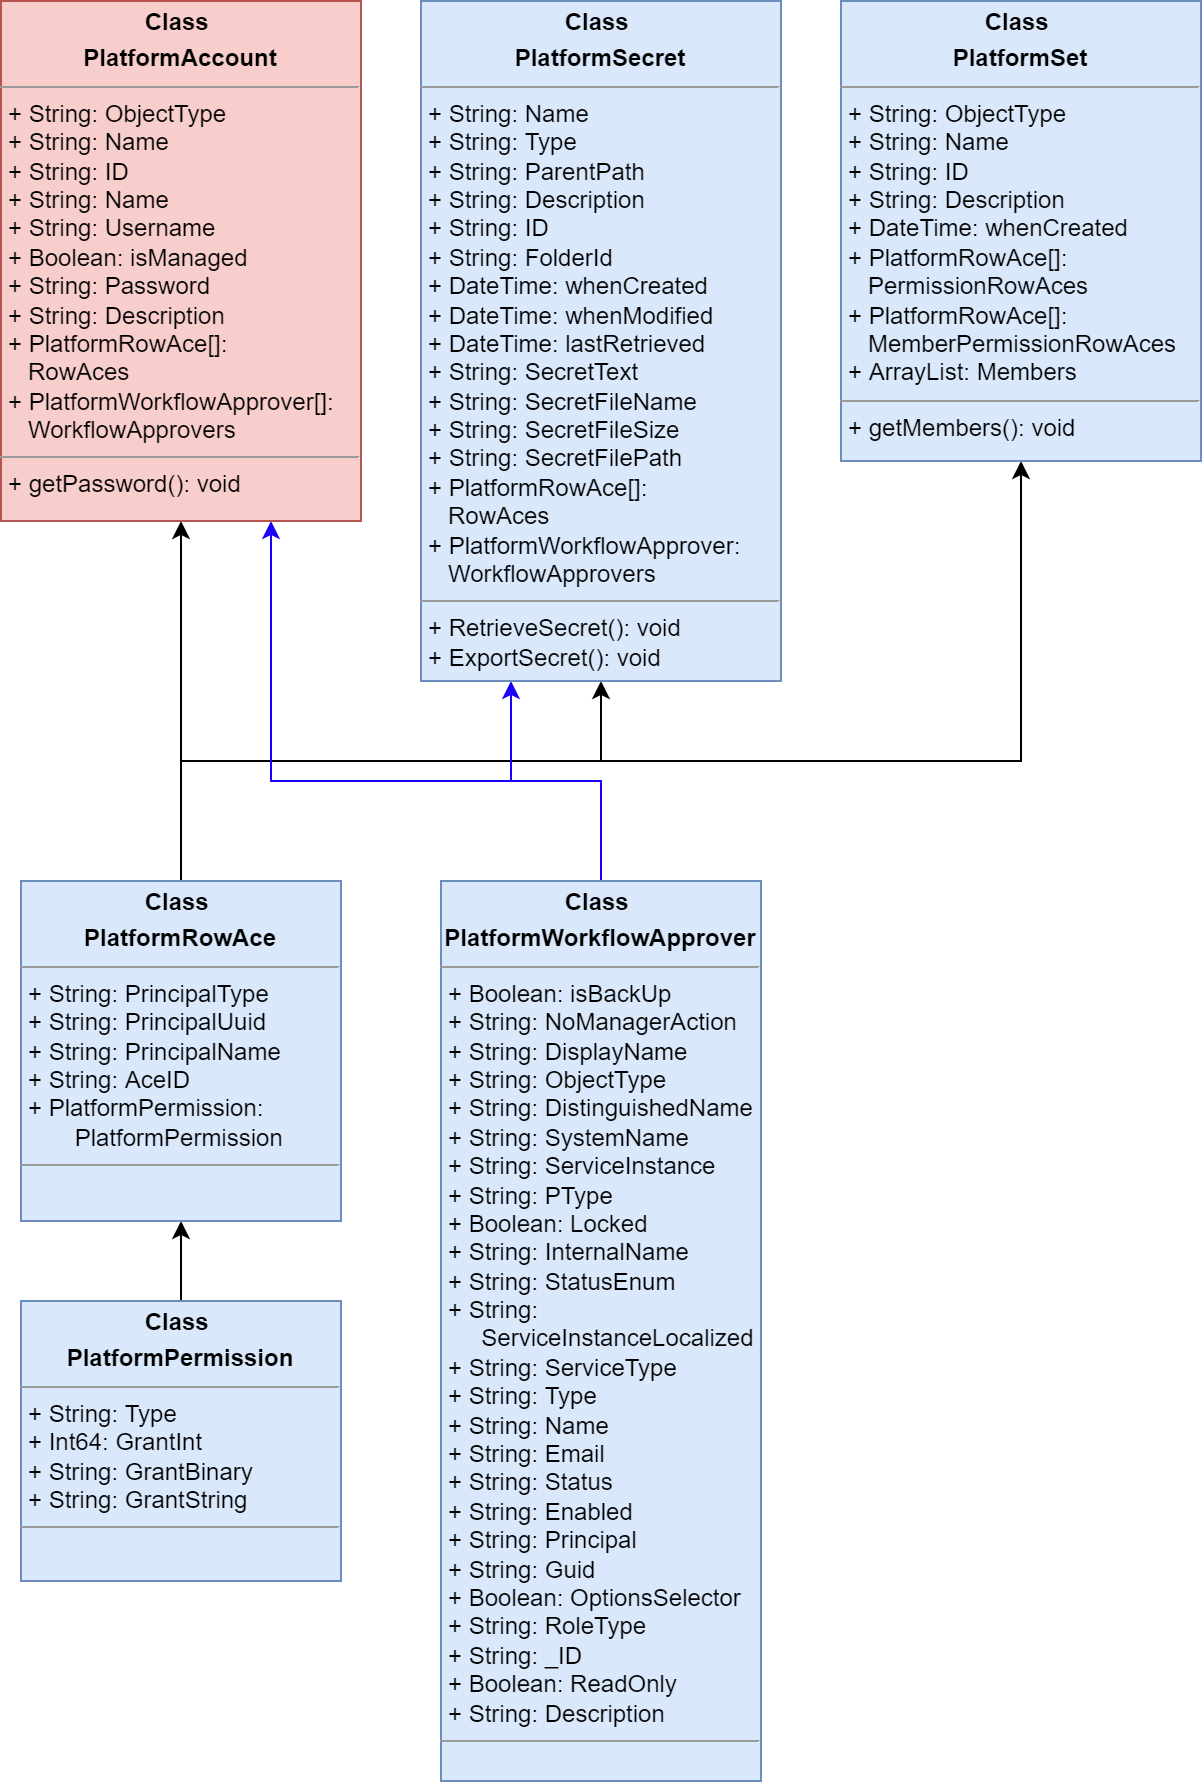 Class
PlatformAccount
+ String: ObjectType
+ String: Name
+ String: ID
+ String: Name
+ String: Username
+ Boolean: isManaged
+ String: Password
+ String: Description
+ PlatformRowAce[]:
RowAces
+ PlatformWorkflowApprover[]:
WorkflowApprovers
+ getPassword(): void
Class
PlatformSecret
+ String: Name
+ String: Type
+ String: ParentPath
+ String: Description
+ String: ID
+ String: FolderId
+ DateTime: whenCreated
+ DateTime: whenModified
+ DateTime: lastRetrieved
+ String: SecretText
+ String: SecretFileName
+ String: SecretFileSize
+ String: SecretFilePath
+ PlatformRowAce[]:
RowAces
+ PlatformWorkflowApprover:
WorkflowApprovers
+ RetrieveSecret(): void
+ ExportSecret(): void
Class
PlatformSet
+ String: ObjectType
+ String: Name
+ String: ID
+ String: Description
+ DateTime: whenCreated
+ PlatformRowAce[]:
PermissionRowAces
+ PlatformRowAce[]:
MemberPermissionRowAces
+ ArrayList: Members
+ getMembers(): void
Class
PlatformRowAce
+ String: PrincipalType
+ String: PrincipalUuid
+ String: PrincipalName
+ String: AceID
+ PlatformPermission:
PlatformPermission
Class
PlatformPermission
+ String: Type
+ Int64: GrantInt
+ String: GrantBinary
+ String: GrantString
Class
PlatformWorkflowApprover
+ Boolean: isBackUp
+ String: NoManagerAction
+ String: DisplayName
+ String: ObjectType
+ String: DistinguishedName
+ String: SystemName
+ String: ServiceInstance
+ String: PType
+ Boolean: Locked
+ String: InternalName
+ String: StatusEnum
+ String:
ServiceInstanceLocalized
+ String: ServiceType
+ String: Type
+ String: Name
+ String: Email
+ String: Status
+ String: Enabled
+ String: Principal
+ String: Guid
+ Boolean: OptionsSelector
+ String: RoleType
+ String: _ID
+ Boolean: ReadOnly
+ String: Description